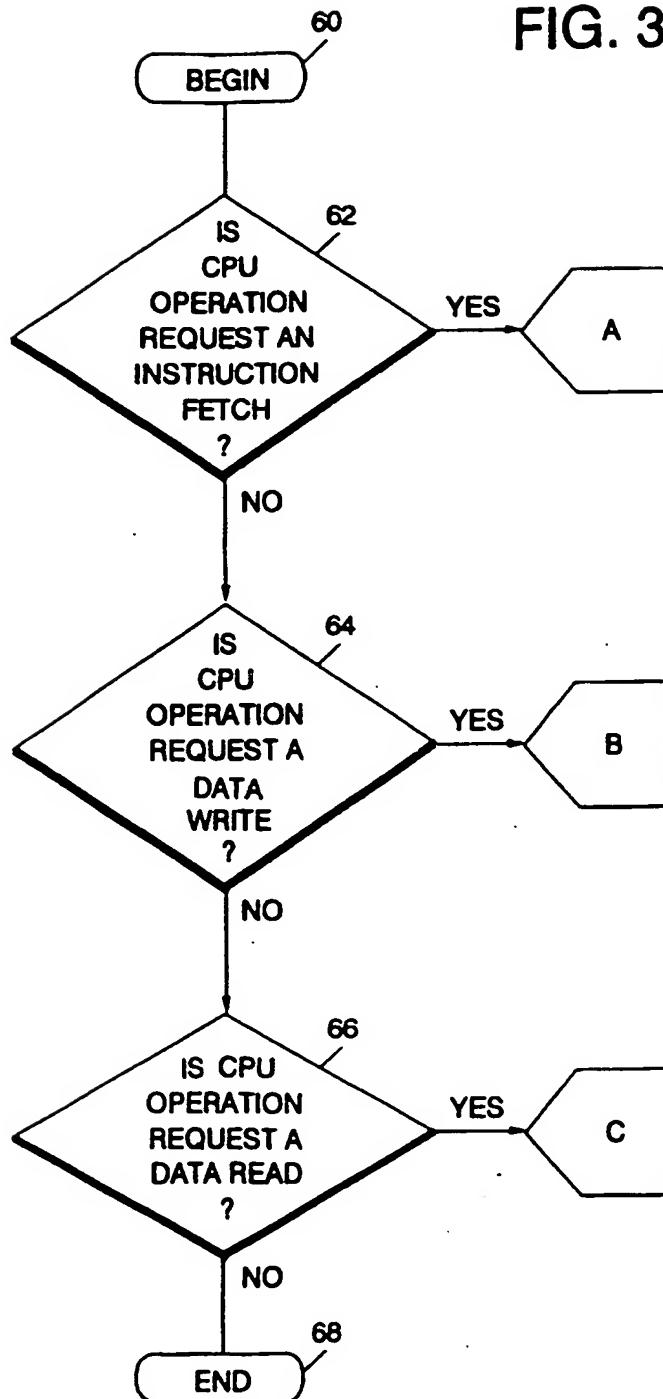 FIG. 3
60
BEGIN
62
IS
CPU
OPERATION
REQUEST AN
INSTRUCTION
FETCH
?
YES
A
NO
64
IS
CPU
OPERATION
REQUEST A
DATA
WRITE
?
YES
B
NO
66
IS CPU
OPERATION
REQUEST A
DATA READ
?
YES
C
NO
68
END